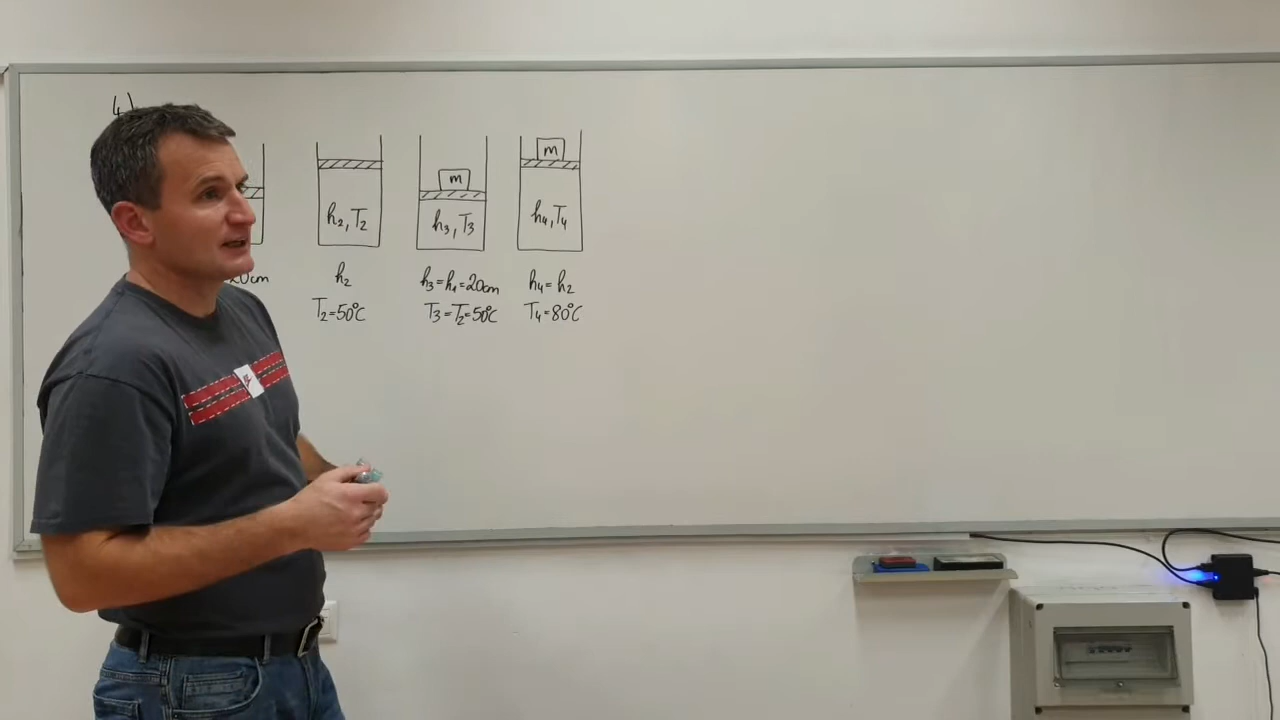 4)
m
m
h₂, T₂
h₃, T₃
h₄, T₄
20cm
h₂
h₃=h₁=20cm
h₄=h₂
T₂=50°C
T₃=T₂=50°C
T₄=80°C